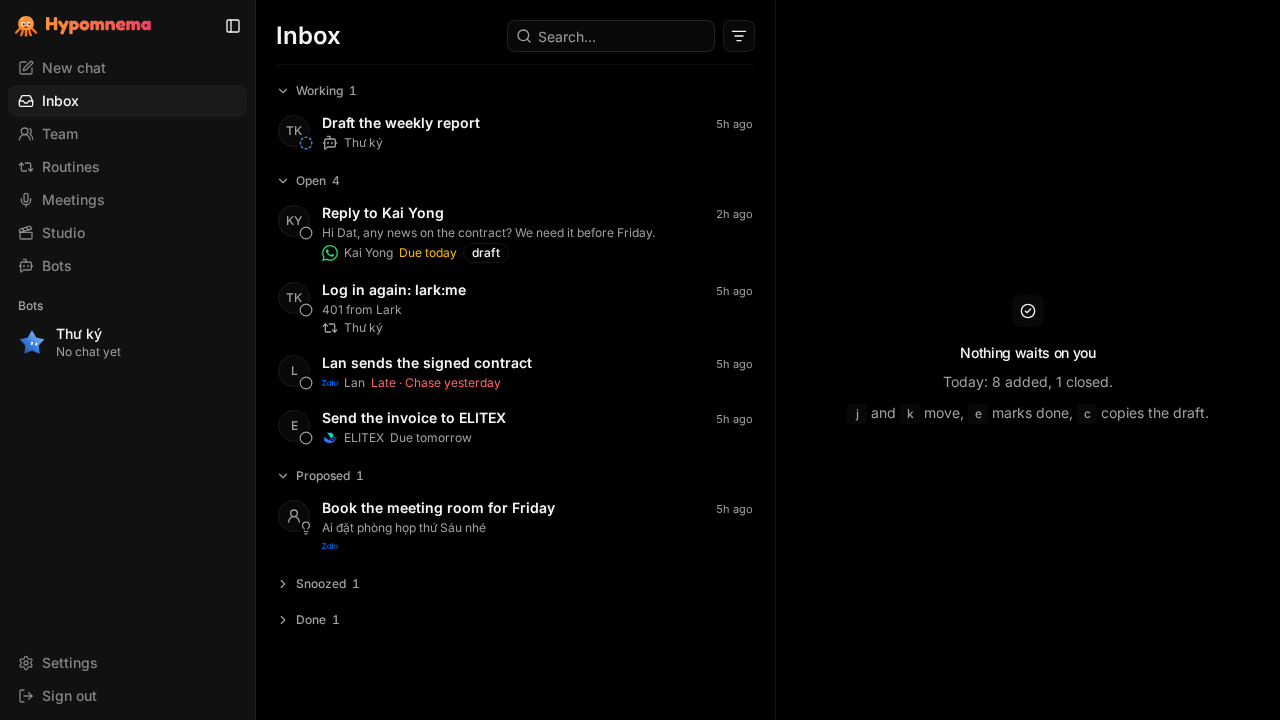 Hypomnema
New chat
Inbox
Team
Routines
Meetings
Studio
Bots
Bots
Thư ký
No chat yet
Settings
Sign out
Inbox
Search...
Working 1
TK
Draft the weekly report
5h ago
Thư ký
Open 4
KY
Reply to Kai Yong
2h ago
Hi Dat, any news on the contract? We need it before Friday.
Kai Yong Due today draft
TK
Log in again: lark:me
5h ago
401 from Lark
Thư ký
L
Lan sends the signed contract
5h ago
Zalo Lan Late · Chase yesterday
E
Send the invoice to ELITEX
5h ago
ELITEX Due tomorrow
Proposed 1
Book the meeting room for Friday
5h ago
Ai đặt phòng họp thứ Sáu nhé
Zalo
Snoozed 1
Done 1
Nothing waits on you
Today: 8 added, 1 closed.
j and k move, e marks done, c copies the draft.